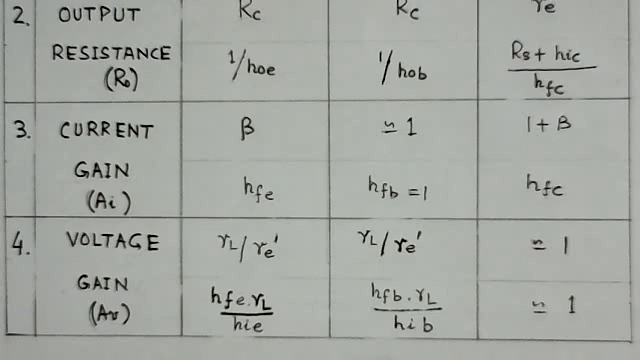 2. OUTPUT Rc Rc re
RESISTANCE 1/hoe 1/hob Rs + hic / hfc
(Ro)
3. CURRENT β ≃ 1 1 + β
GAIN hfe hfb = 1 hfc
(Ai)
4. VOLTAGE rL/re' rL/re' ≃ 1
GAIN hfe.rL / hie hfb.rL / hib ≃ 1
(Av)